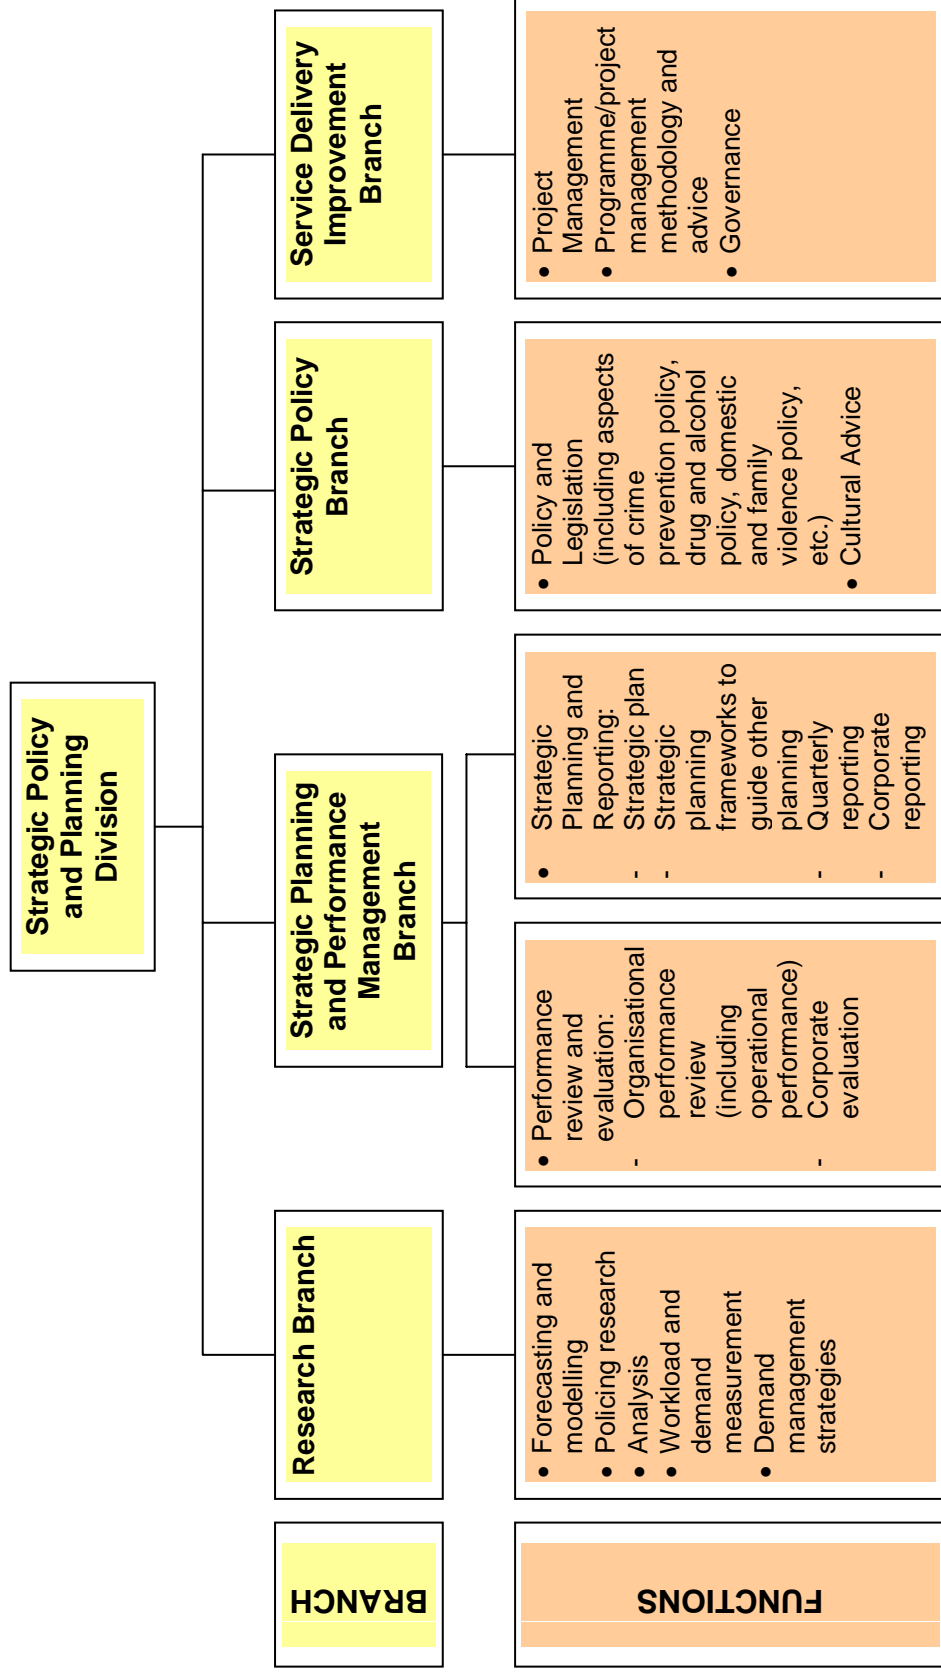 Strategic Policy
and Planning
Division
BRANCH
Research Branch
Strategic Planning
and Performance
Management
Branch
Strategic Policy
Branch
Service Delivery
Improvement
Branch
FUNCTIONS
• Forecasting and
modelling
• Policing research
• Analysis
• Workload and
demand
measurement
• Demand
management
strategies
• Performance
review and
evaluation:
- Organisational
performance
review
(including
operational
performance)
- Corporate
evaluation
• Strategic
Planning and
Reporting:
- Strategic plan
- Strategic
planning
frameworks to
guide other
planning
- Quarterly
reporting
- Corporate
reporting
• Policy and
Legislation
(including aspects
of crime
prevention policy,
drug and alcohol
policy, domestic
and family
violence policy,
etc.)
• Cultural Advice
• Project
Management
• Programme/project
management
methodology and
advice
• Governance